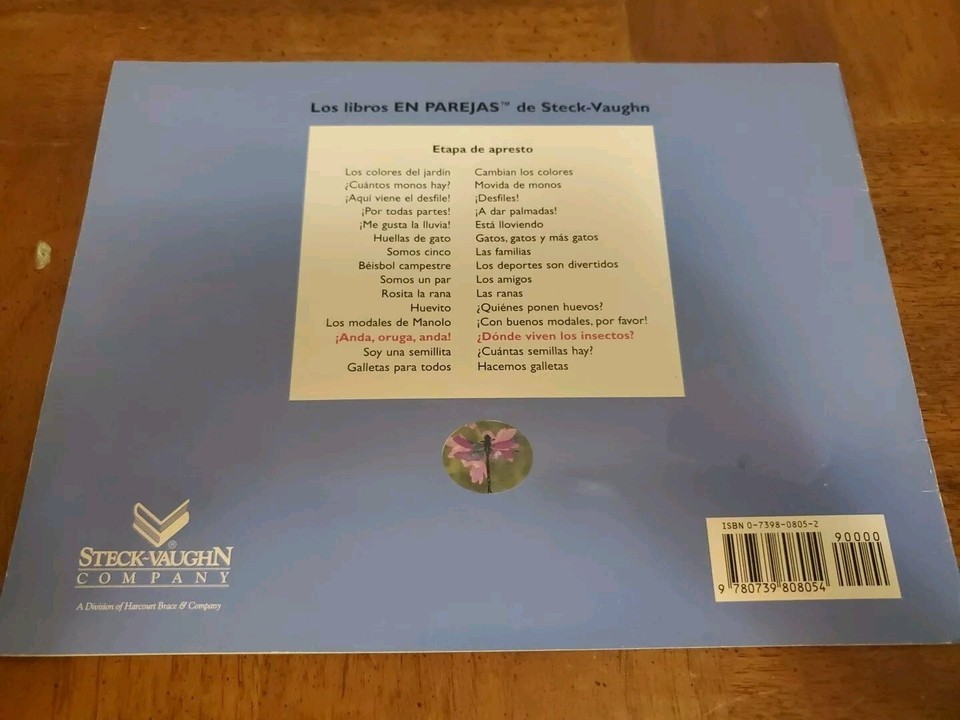 Los libros EN PAREJAS™ de Steck-Vaughn
Etapa de apresto
Los colores del jardín Cambian los colores
¿Cuántos monos hay? Movida de monos
¡Aquí viene el desfile! ¡Desfiles!
¡Por todas partes! ¡A dar palmadas!
¡Me gusta la lluvia! Está lloviendo
Huellas de gato Gatos, gatos y más gatos
Somos cinco Las familias
Béisbol campestre Los deportes son divertidos
Somos un par Los amigos
Rosita la rana Las ranas
Huevito ¿Quiénes ponen huevos?
Los modales de Manolo ¡Con buenos modales, por favor!
¡Anda, oruga, anda! ¿Dónde viven los insectos?
Soy una semillita ¿Cuántas semillas hay?
Galletas para todos Hacemos galletas
STECK-VAUGHN®
COMPANY
A Division of Harcourt Brace & Company
ISBN 0-7398-0805-2
90000
9 780739 808054